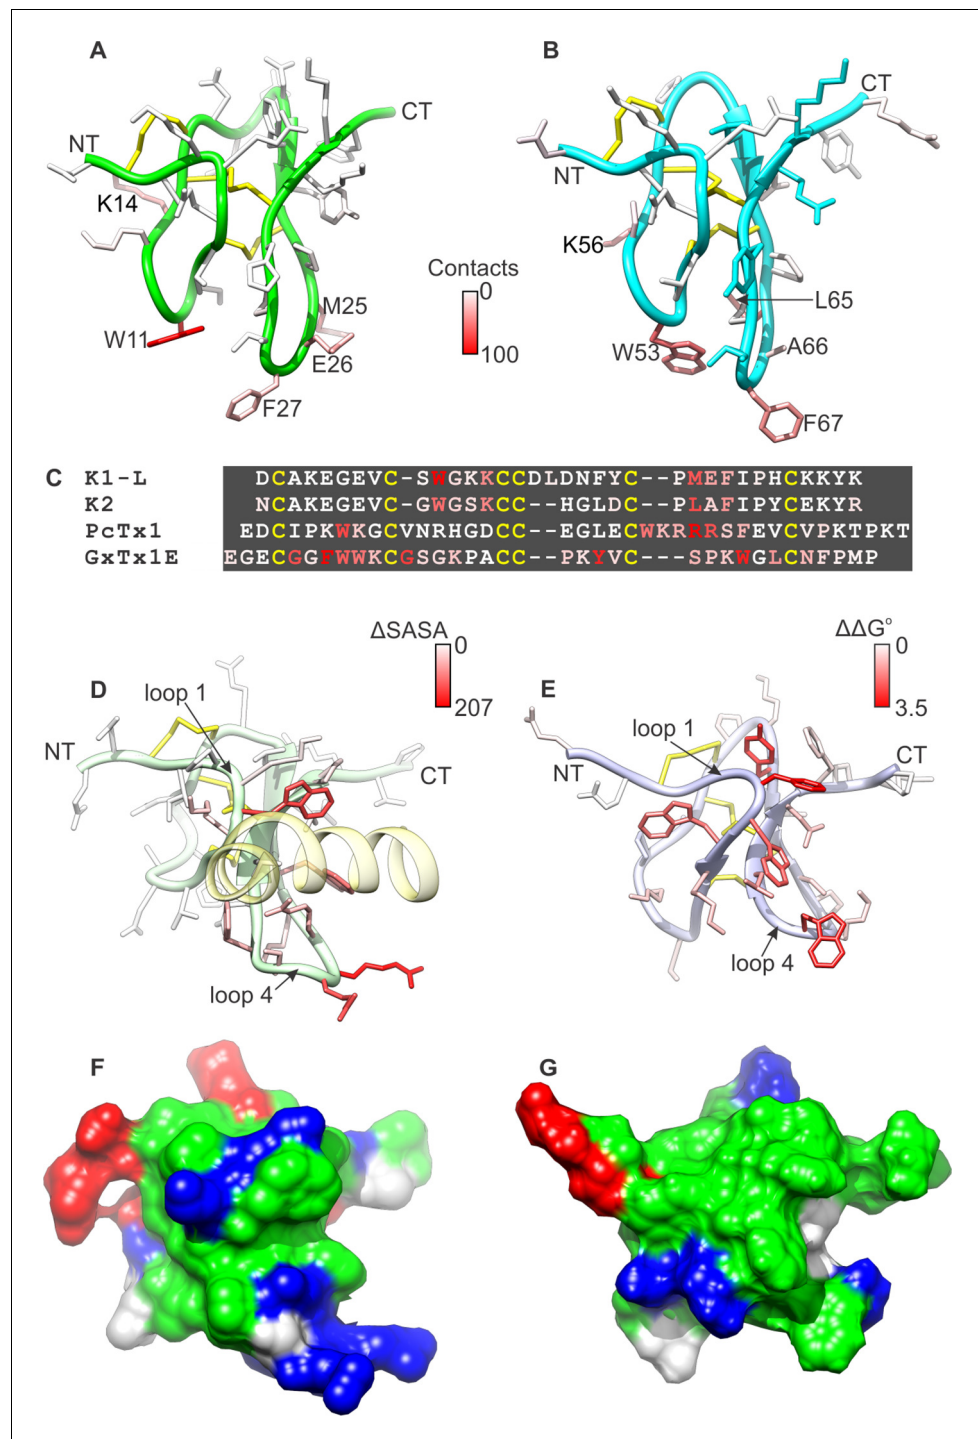 A
B
NT
CT
K14
W11
M25
E26
F27
Contacts
0
100
NT
CT
K56
W53
L65
A66
F67
C
K1-L DCAKEGEVC-SWGKKCCDLDNFYC--PMEFIPHCKKYK
K2 NCAKEGEVC-GWGSKCC--HGLDC--PLAFIPYCEKYR
PcTx1 EDCIPKWKGCVNRHGDCC--EGLECWKRRRSFEVCVPKTPKT
GxTx1E EGECGGFWWKCGSGKPACC--PKYVC--SPKWGLCNFPMP
D
ΔSASA
0
207
loop 1
NT
CT
loop 4
E
ΔΔG°
0
3.5
loop 1
NT
CT
loop 4
F
G